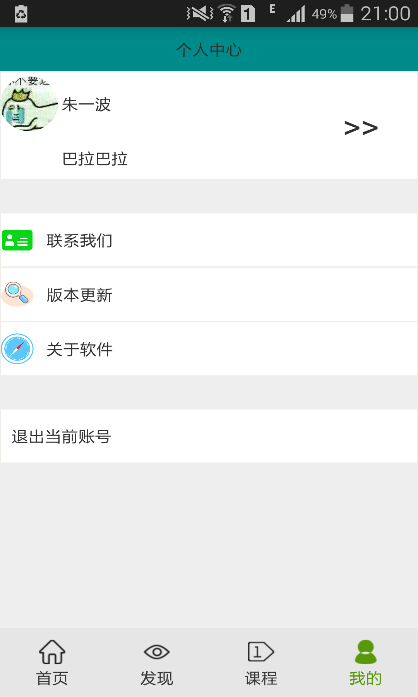 E 49% 21:00
个人中心
不要
朱一波
>>
巴拉巴拉
联系我们
版本更新
关于软件
退出当前账号
首页 发现 课程 我的